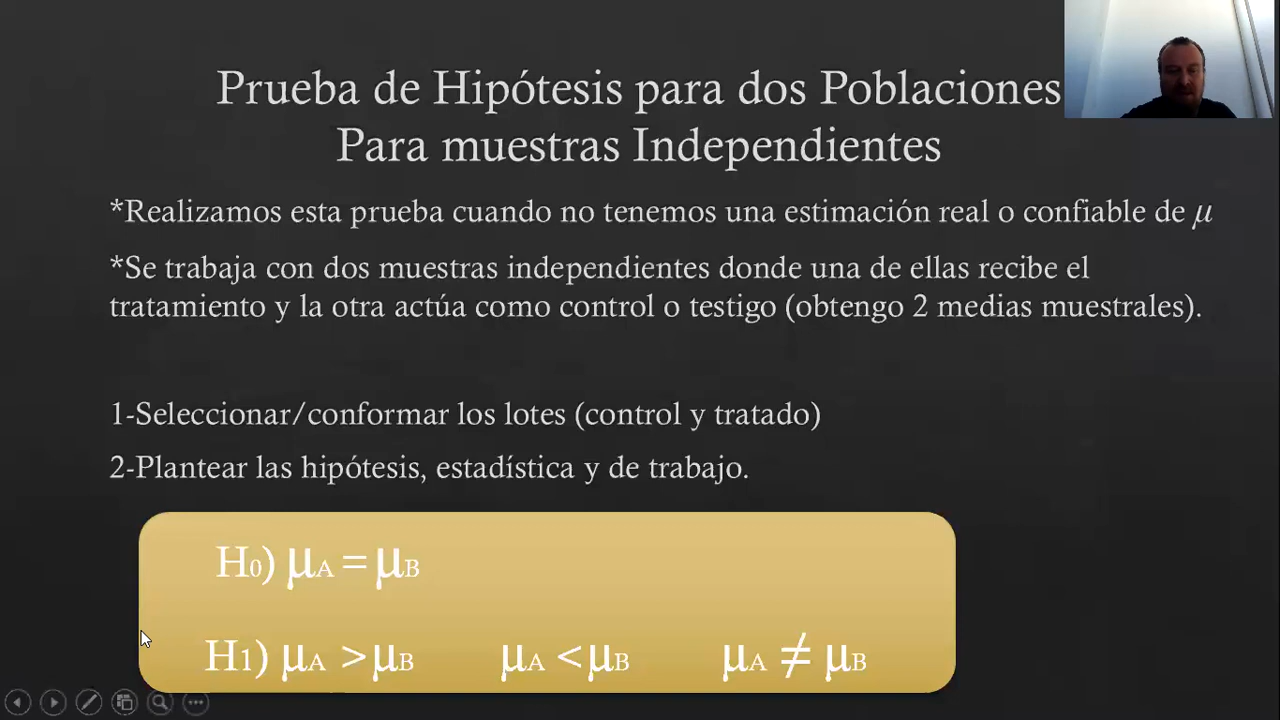 Prueba de Hipótesis para dos Poblaciones
Para muestras Independientes
*Realizamos esta prueba cuando no tenemos una estimación real o confiable de μ
*Se trabaja con dos muestras independientes donde una de ellas recibe el
tratamiento y la otra actúa como control o testigo (obtengo 2 medias muestrales).
1-Seleccionar/conformar los lotes (control y tratado)
2-Plantear las hipótesis, estadística y de trabajo.
H0) μA = μB
H1) μA > μB μA < μB μA ≠ μB